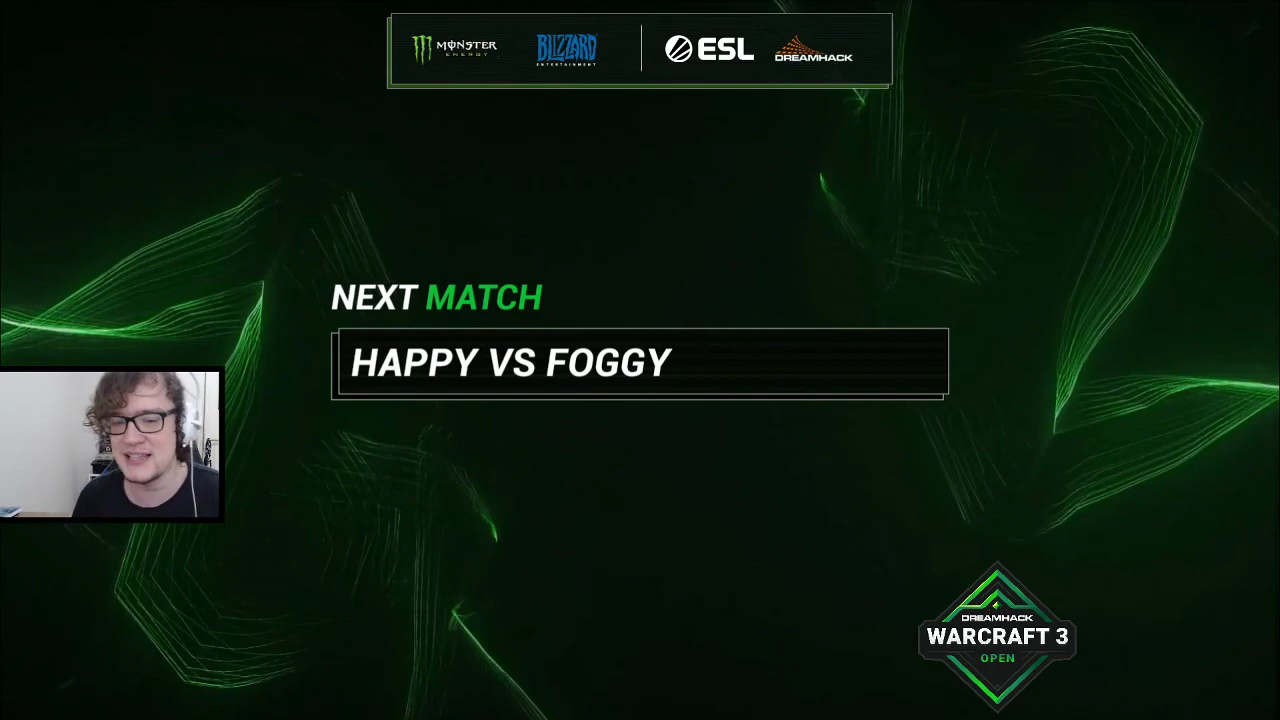 MONSTER
ENERGY
BLIZZARD
ENTERTAINMENT
ESL
DREAMHACK
NEXT MATCH
HAPPY VS FOGGY
DREAMHACK
WARCRAFT 3
OPEN